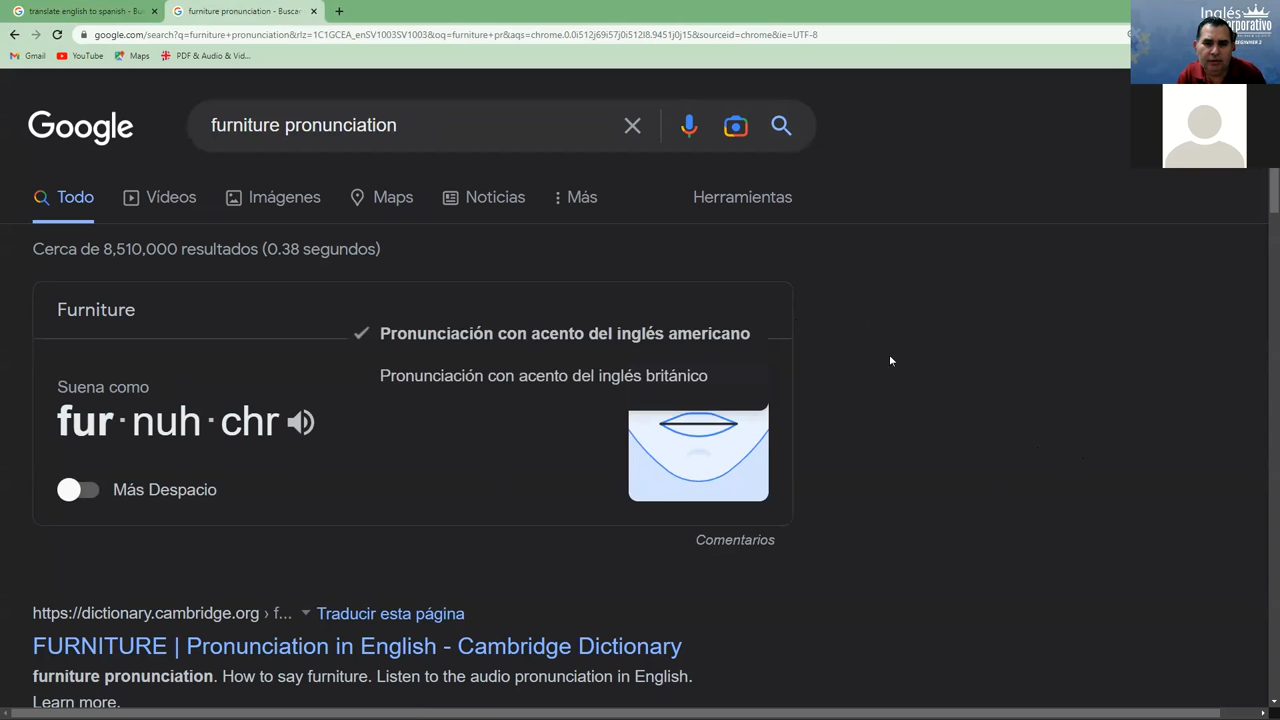 translate english to spanish - Bu
furniture pronunciation - Busca
google.com/search?q=furniture+pronunciation&rlz=1C1GCEA_enSV1003SV1003&oq=furniture+pr&aqs=
0i512j69i57j0i512l8.9451j0j15&sourceid=chrome&ie=UTF-8
Gmail
YouTube
Maps
PDF & Audio & Vid...
Inglés
BEGINNER 2
Google
furniture pronunciation
Todo
Vídeos
Imágenes
Maps
Noticias
Más
Herramientas
Cerca de 8,510,000 resultados (0.38 segundos)
Furniture
Pronunciación con acento del inglés americano
Pronunciación con acento del inglés británico
Suena como
fur·nuh·chr
Más Despacio
Comentarios
https://dictionary.cambridge.org › f... Traducir esta página
FURNITURE | Pronunciation in English - Cambridge Dictionary
furniture pronunciation. How to say furniture. Listen to the audio pronunciation in English.
Learn more.